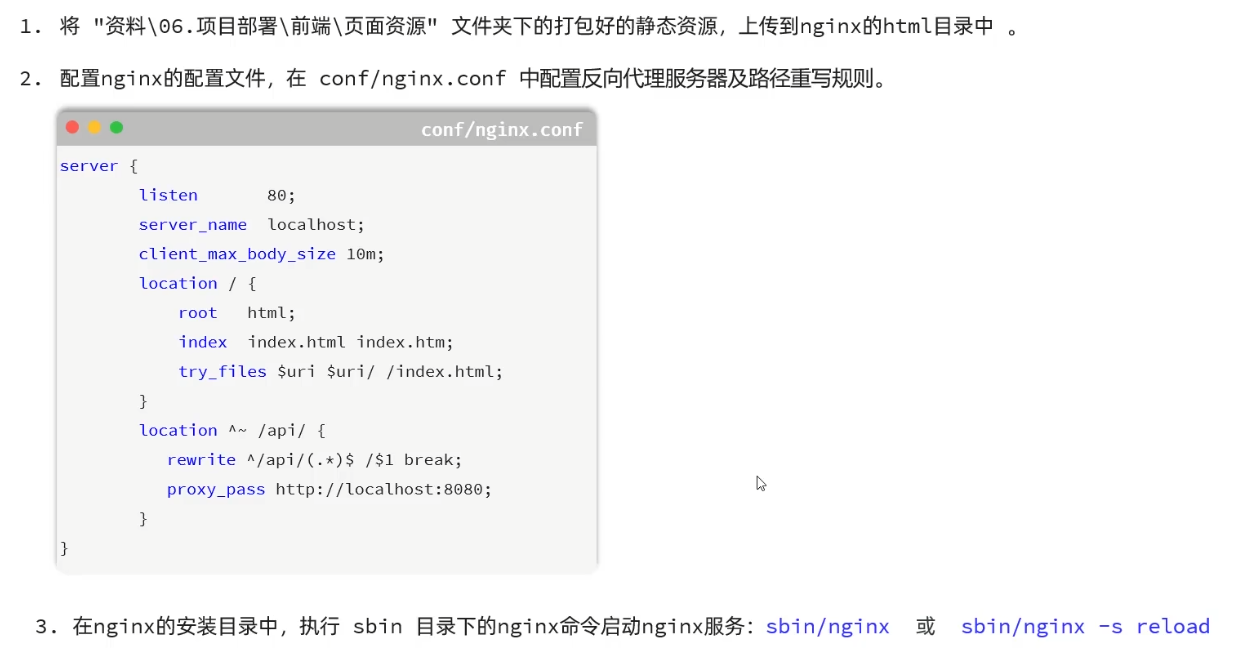 1. 将 "资料\06.项目部署\前端\页面资源" 文件夹下的打包好的静态资源，上传到nginx的html目录中 。
2. 配置nginx的配置文件，在 conf/nginx.conf 中配置反向代理服务器及路径重写规则。
conf/nginx.conf
server {
        listen       80;
        server_name  localhost;
        client_max_body_size 10m;
        location / {
            root   html;
            index  index.html index.htm;
            try_files $uri $uri/ /index.html;
        }
        location ^~ /api/ {
           rewrite ^/api/(.*)$ /$1 break;
           proxy_pass http://localhost:8080;
        }
}
3. 在nginx的安装目录中，执行 sbin 目录下的nginx命令启动nginx服务：sbin/nginx 或 sbin/nginx -s reload